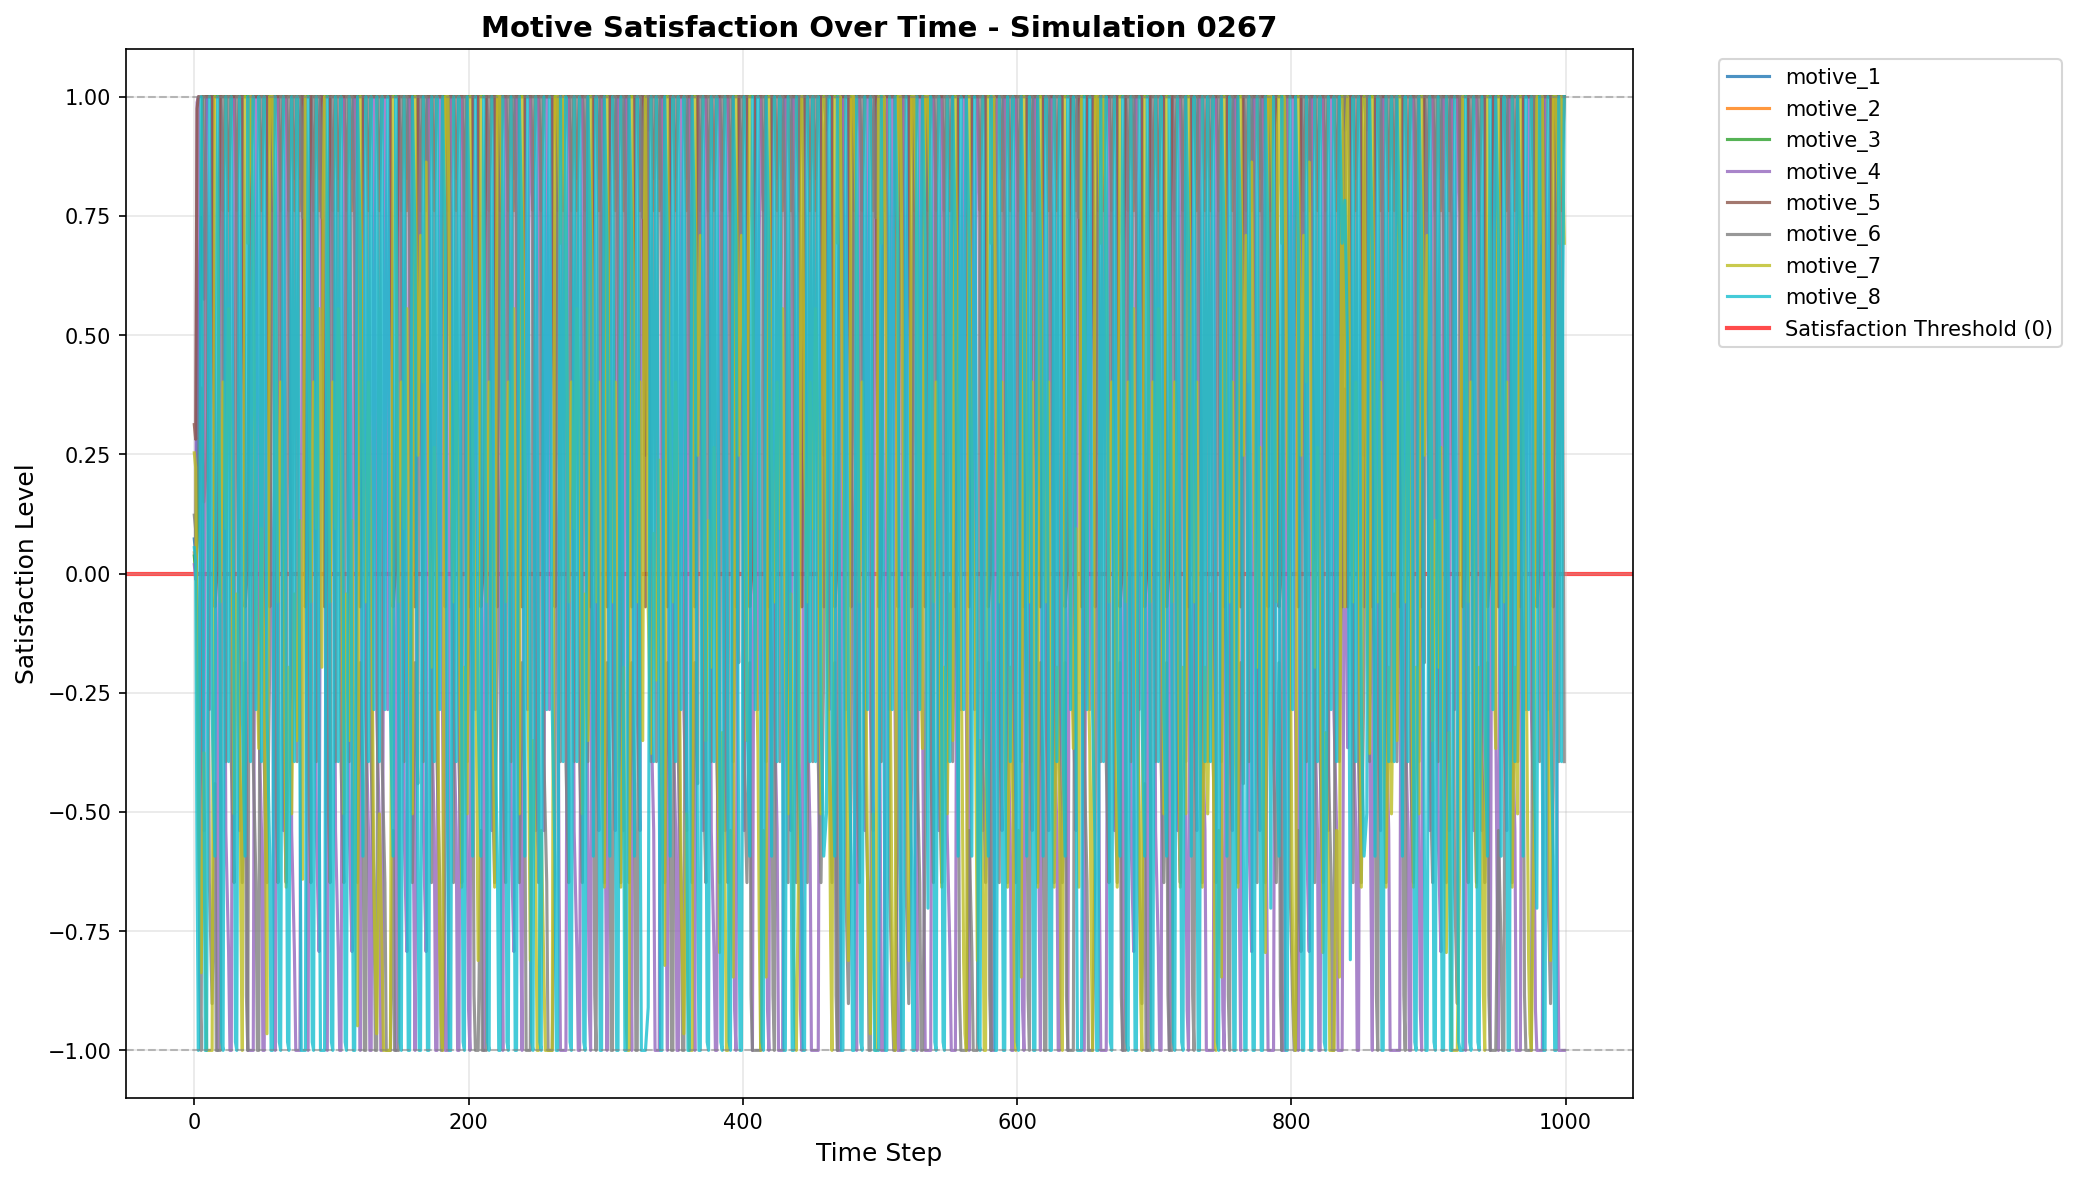 Motive Satisfaction Over Time - Simulation 0267
motive_1
motive_2
motive_3
motive_4
motive_5
motive_6
motive_7
motive_8
Satisfaction Threshold (0)
Satisfaction Level
1.00
0.75
0.50
0.25
0.00
−0.25
−0.50
−0.75
−1.00
0 200 400 600 800 1000
Time Step